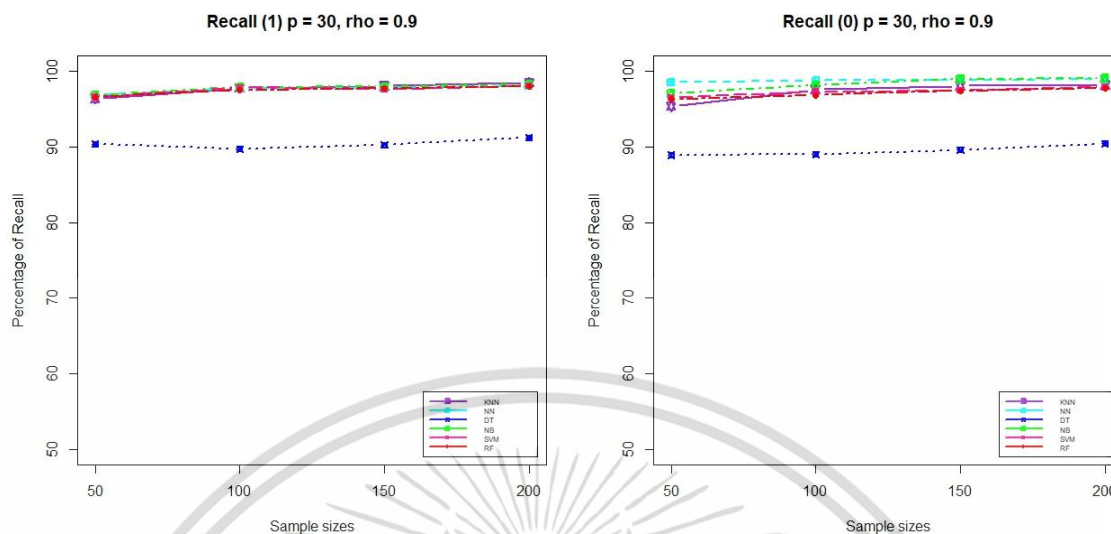 Recall (1) p = 30, rho = 0.9
Percentage of Recall
100
90
80
70
60
50
KNN
NN
DT
NB
SVM
RF
50
100
150
200
Sample sizes
Recall (0) p = 30, rho = 0.9
Percentage of Recall
100
90
80
70
60
50
KNN
NN
DT
NB
SVM
RF
50
100
150
200
Sample sizes